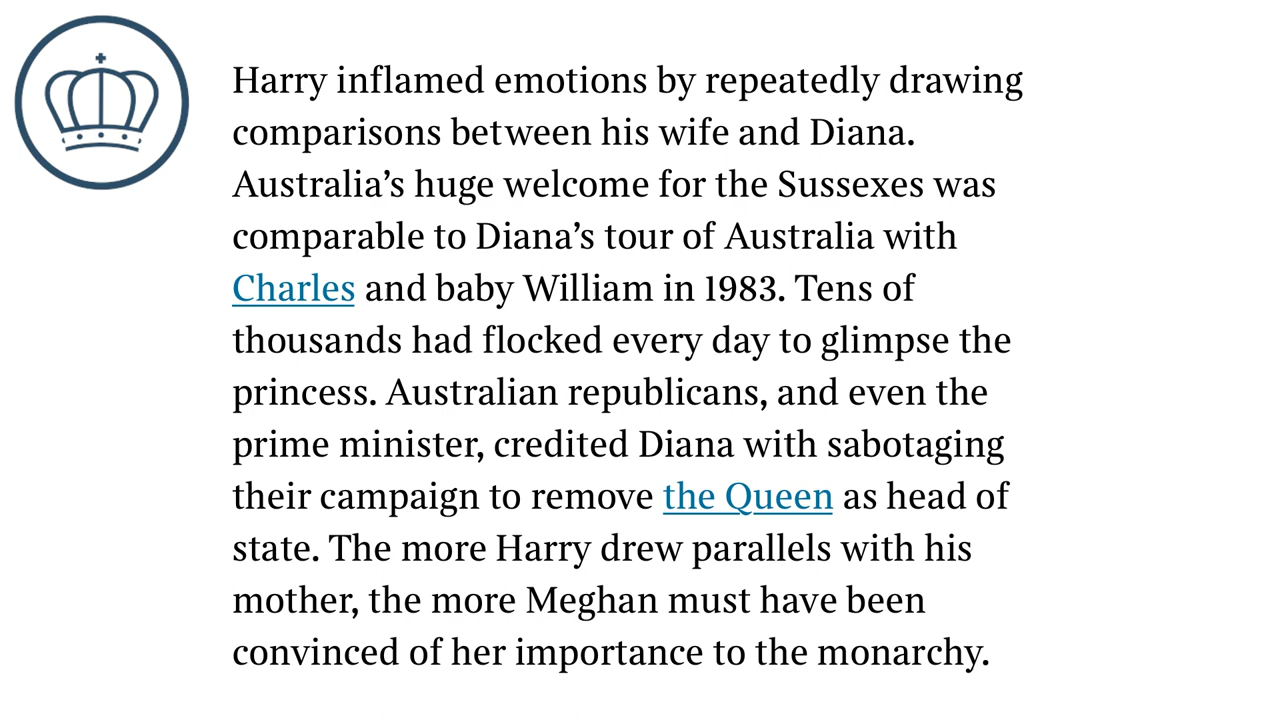 Harry inflamed emotions by repeatedly drawing
comparisons between his wife and Diana.
Australia’s huge welcome for the Sussexes was
comparable to Diana’s tour of Australia with
Charles and baby William in 1983. Tens of
thousands had flocked every day to glimpse the
princess. Australian republicans, and even the
prime minister, credited Diana with sabotaging
their campaign to remove the Queen as head of
state. The more Harry drew parallels with his
mother, the more Meghan must have been
convinced of her importance to the monarchy.